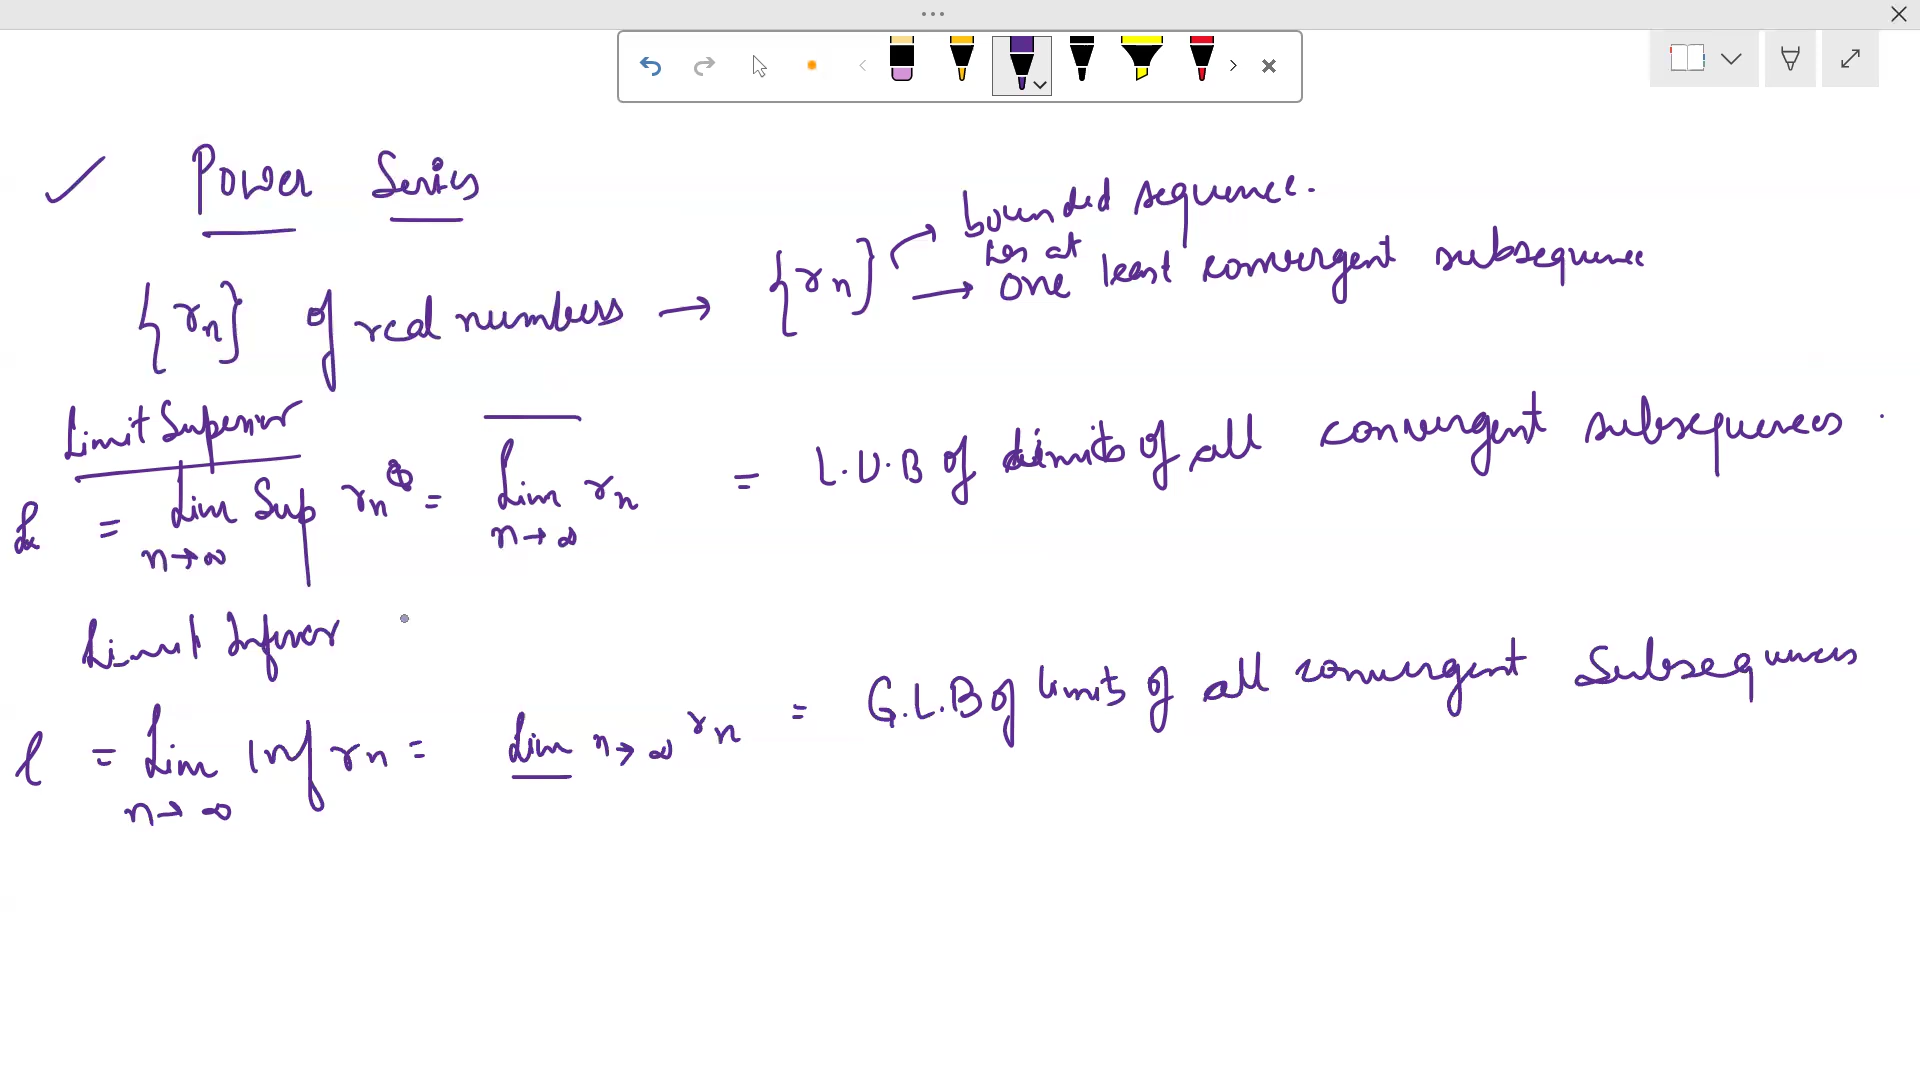 Power Series
{rn} of real numbers → {rn} → bounded sequence.
has at
→ one least convergent subsequence
Limit Superior
L = Lim Sup rn = Lim rn = L.U.B of limits of all convergent subsequences.
n→∞ n→∞
Limit Inferior
l = Lim inf rn = Lim n→∞ rn = G.L.B of limits of all convergent Subsequences
n→∞